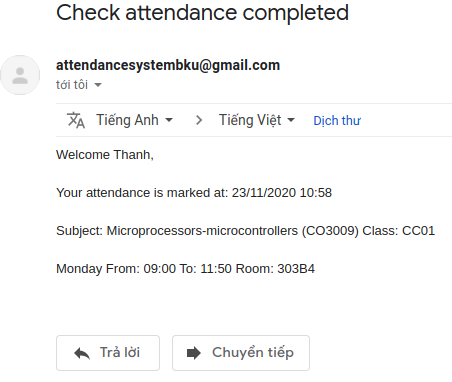 Check attendance completed
attendancesystembku@gmail.com
tới tôi
Tiếng Anh > Tiếng Việt Dịch thư
Welcome Thanh,
Your attendance is marked at: 23/11/2020 10:58
Subject: Microprocessors-microcontrollers (CO3009) Class: CC01
Monday From: 09:00 To: 11:50 Room: 303B4
Trả lời Chuyển tiếp